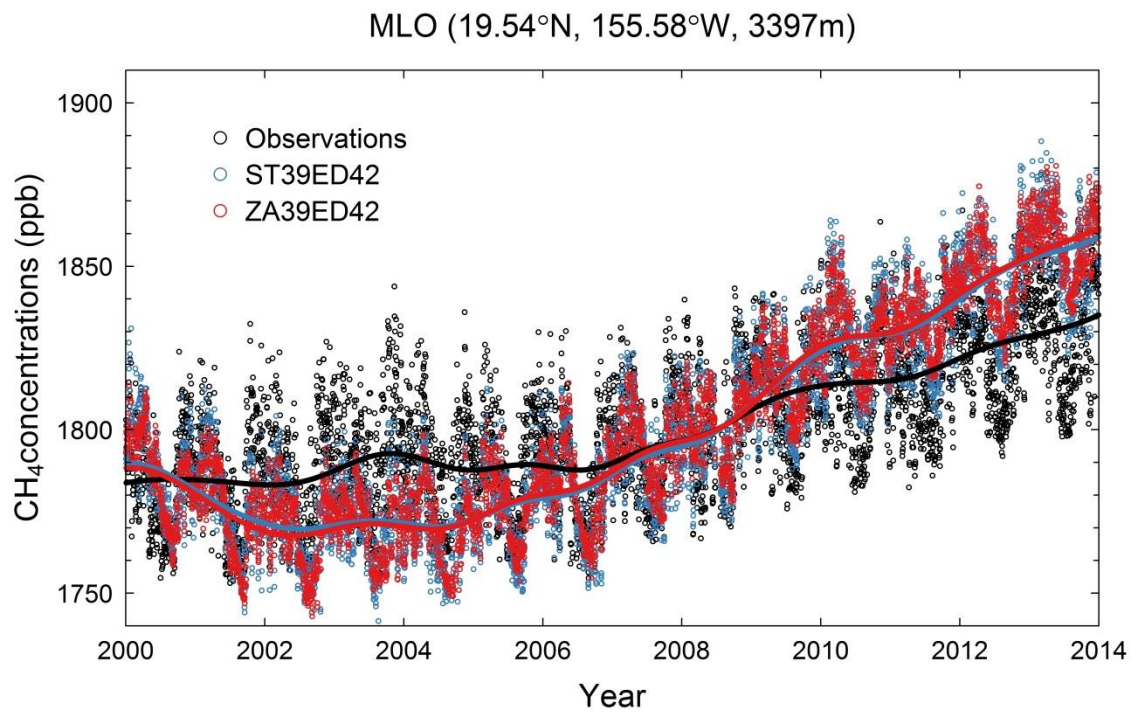 MLO (19.54°N, 155.58°W, 3397m)
1900
1850
1800
1750
CH₄concentrations (ppb)
Observations
ST39ED42
ZA39ED42
2000 2002 2004 2006 2008 2010 2012 2014
Year